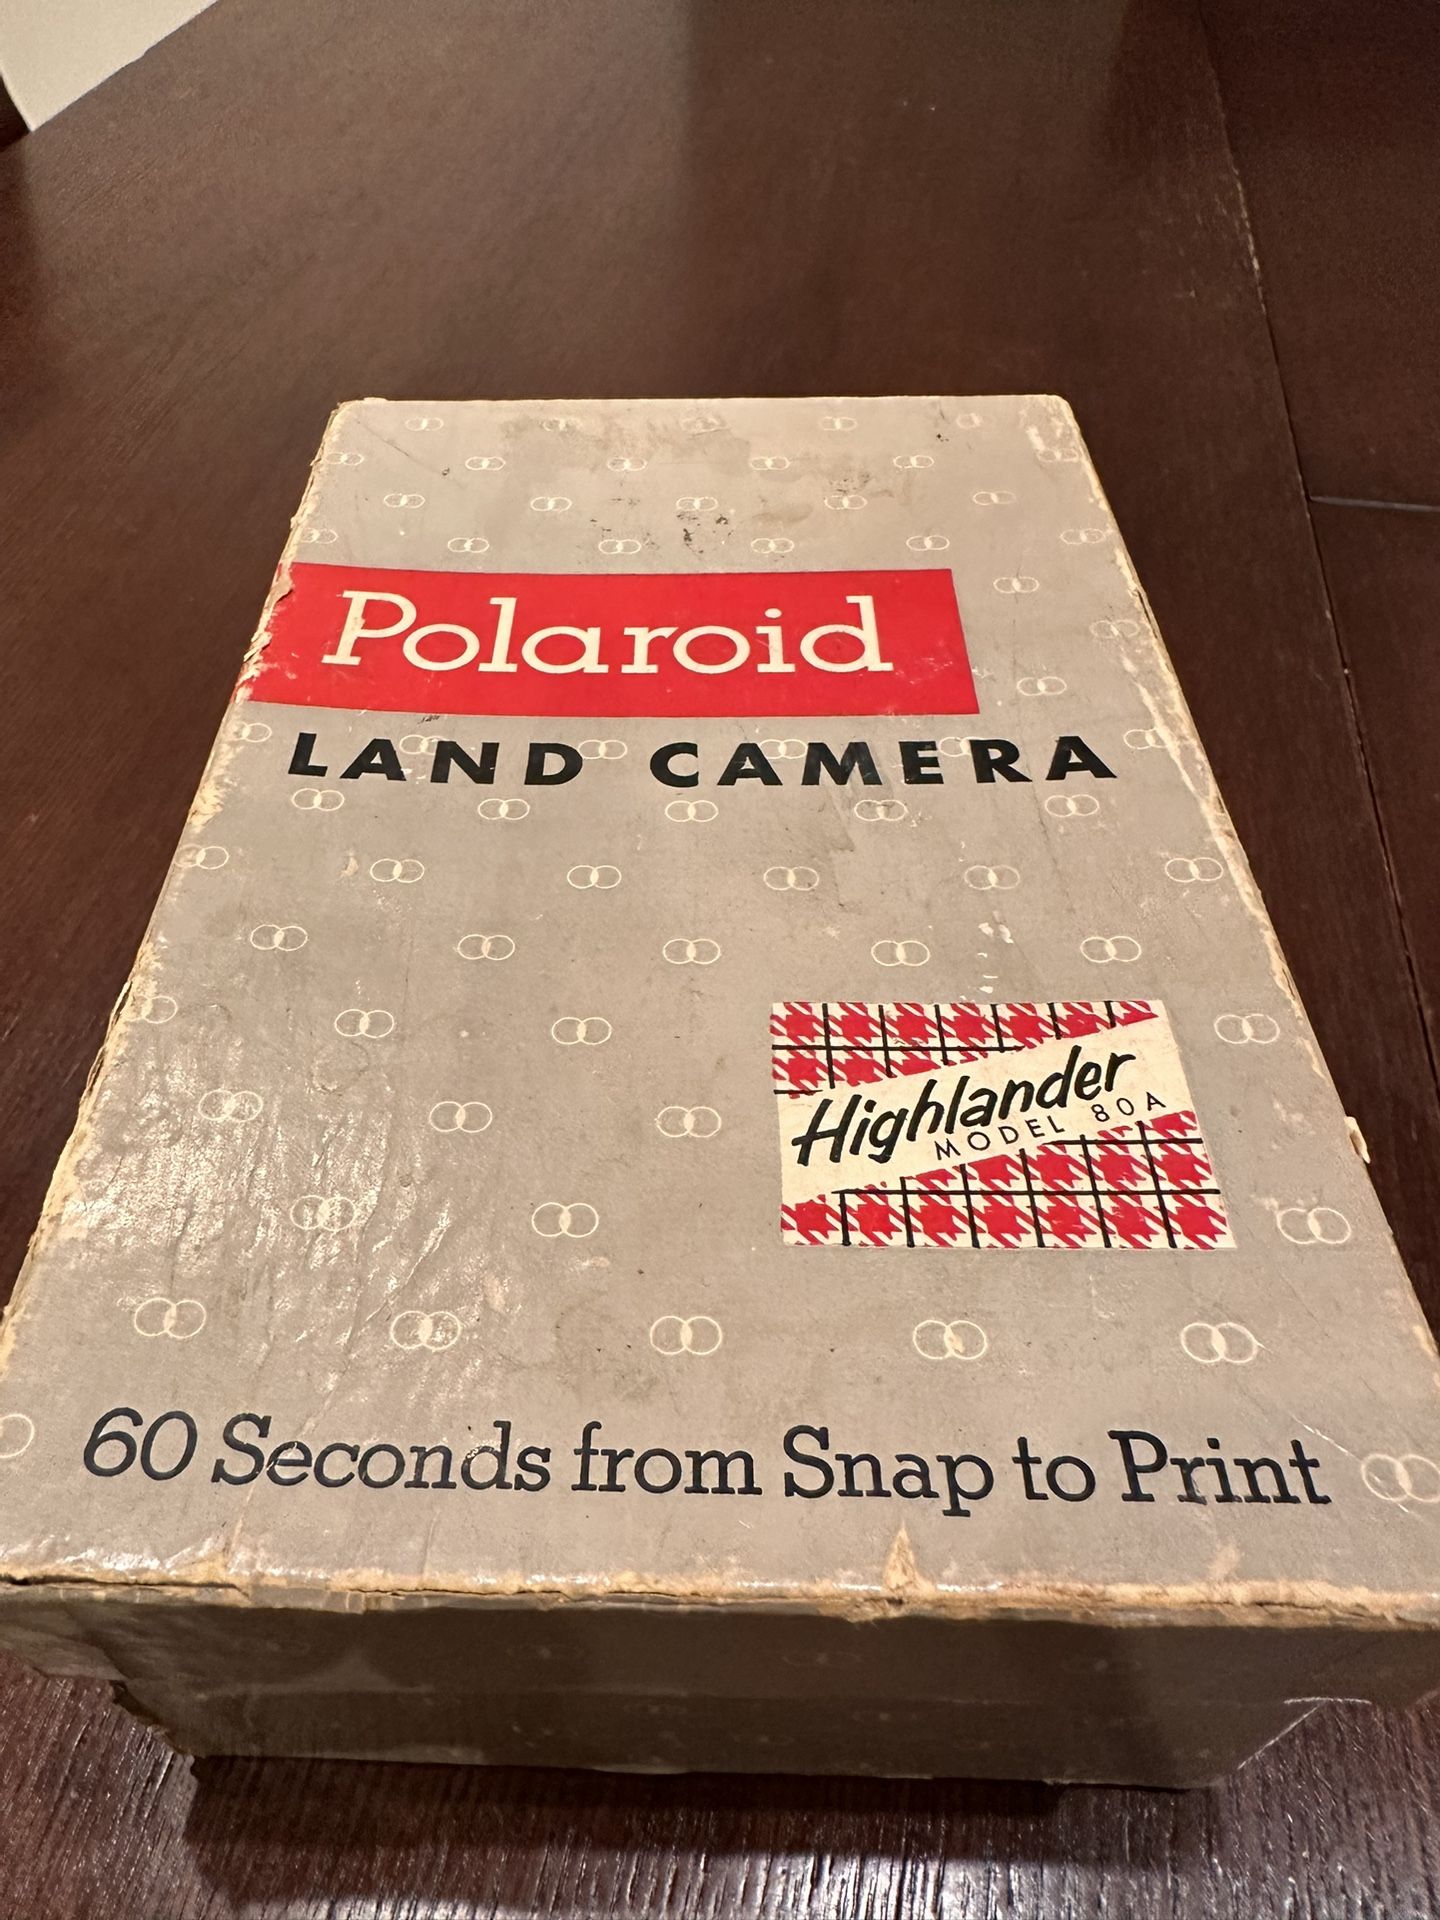 Polaroid
LAND CAMERA
Highlander
MODEL 80A
60 Seconds from Snap to Print